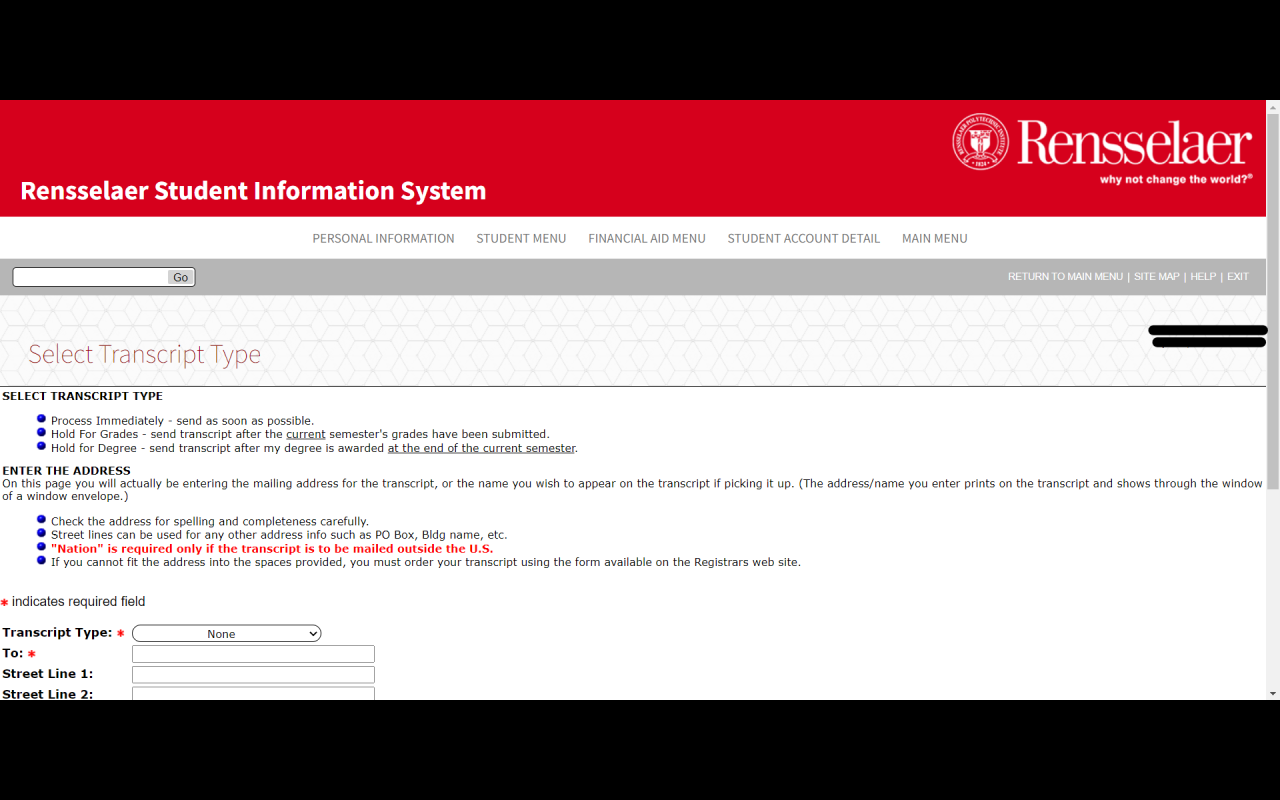 Rensselaer
why not change the world?®
Rensselaer Student Information System
PERSONAL INFORMATION STUDENT MENU FINANCIAL AID MENU STUDENT ACCOUNT DETAIL MAIN MENU
Go
RETURN TO MAIN MENU | SITE MAP | HELP | EXIT
Select Transcript Type
SELECT TRANSCRIPT TYPE
Process Immediately - send as soon as possible.
Hold For Grades - send transcript after the current semester's grades have been submitted.
Hold for Degree - send transcript after my degree is awarded at the end of the current semester.
ENTER THE ADDRESS
On this page you will actually be entering the mailing address for the transcript, or the name you wish to appear on the transcript if picking it up. (The address/name you enter prints on the transcript and shows through the window
of a window envelope.)
Check the address for spelling and completeness carefully.
Street lines can be used for any other address info such as PO Box, Bldg name, etc.
"Nation" is required only if the transcript is to be mailed outside the U.S.
If you cannot fit the address into the spaces provided, you must order your transcript using the form available on the Registrars web site.
* indicates required field
Transcript Type: * None
To: *
Street Line 1:
Street Line 2: